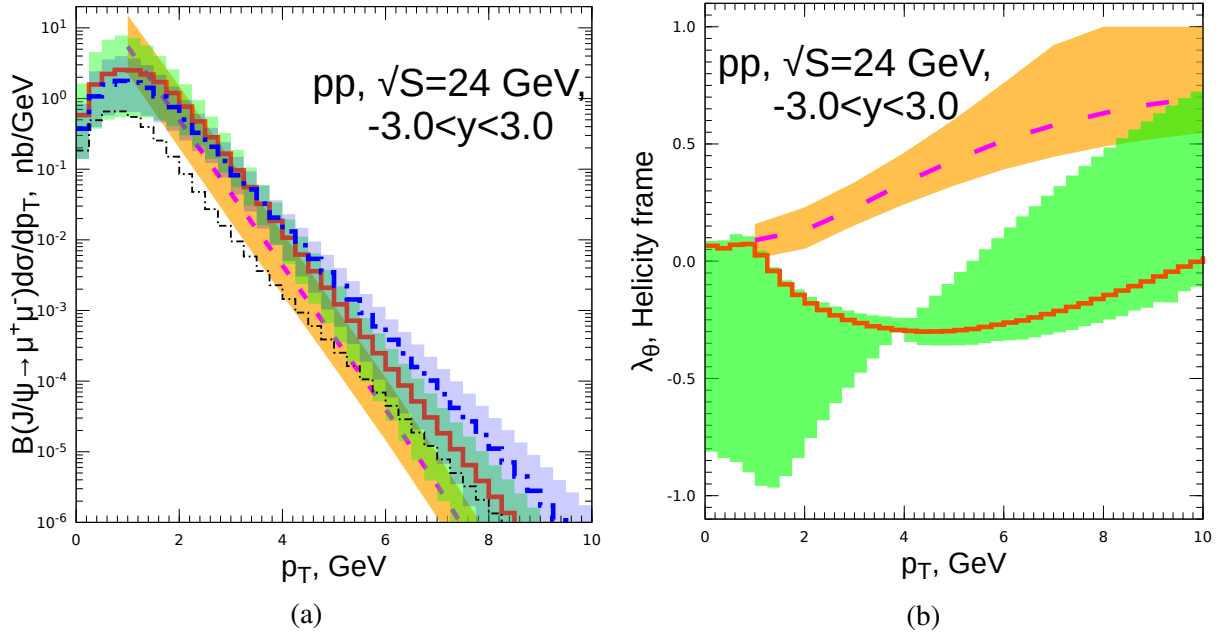 pp, √S=24 GeV,
-3.0<y<3.0
B(J/ψ→μ⁺μ⁻)dσ/dp_T, nb/GeV
10¹
10⁰
10⁻¹
10⁻²
10⁻³
10⁻⁴
10⁻⁵
10⁻⁶
0 2 4 6 8 10
p_T, GeV
(a)
pp, √S=24 GeV,
-3.0<y<3.0
λ_θ, Helicity frame
1.0
0.5
0.0
-0.5
-1.0
0 2 4 6 8 10
p_T, GeV
(b)